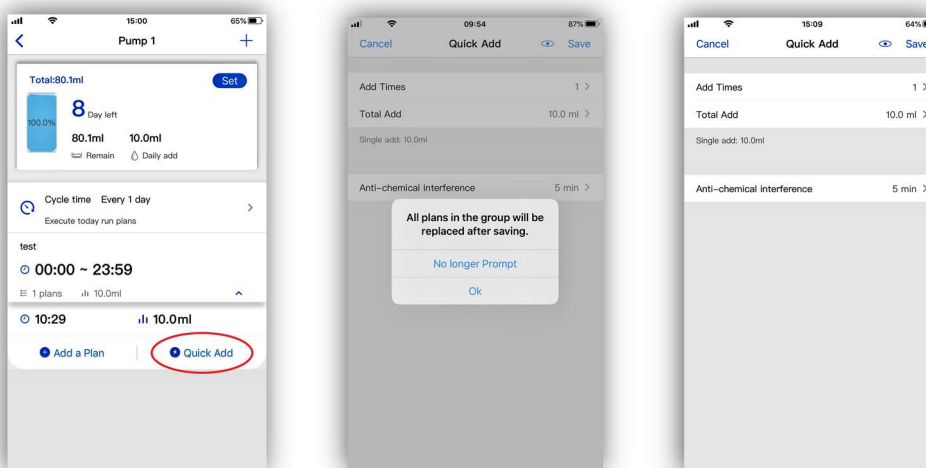 15:00
65%
Pump 1
Total:80.1ml
Set
100.0%
8 Day left
80.1ml 10.0ml
Remain Daily add
Cycle time Every 1 day
Execute today run plans
test
00:00 ~ 23:59
1 plans 10.0ml
10:29 10.0ml
Add a Plan Quick Add
09:54
87%
Cancel Quick Add Save
Add Times 1
Total Add 10.0 ml
Single add: 10.0ml
Anti-chemical interference 5 min
All plans in the group will be
replaced after saving.
No longer Prompt
Ok
15:09
64%
Cancel Quick Add Save
Add Times 1
Total Add 10.0 ml
Single add: 10.0ml
Anti-chemical interference 5 min